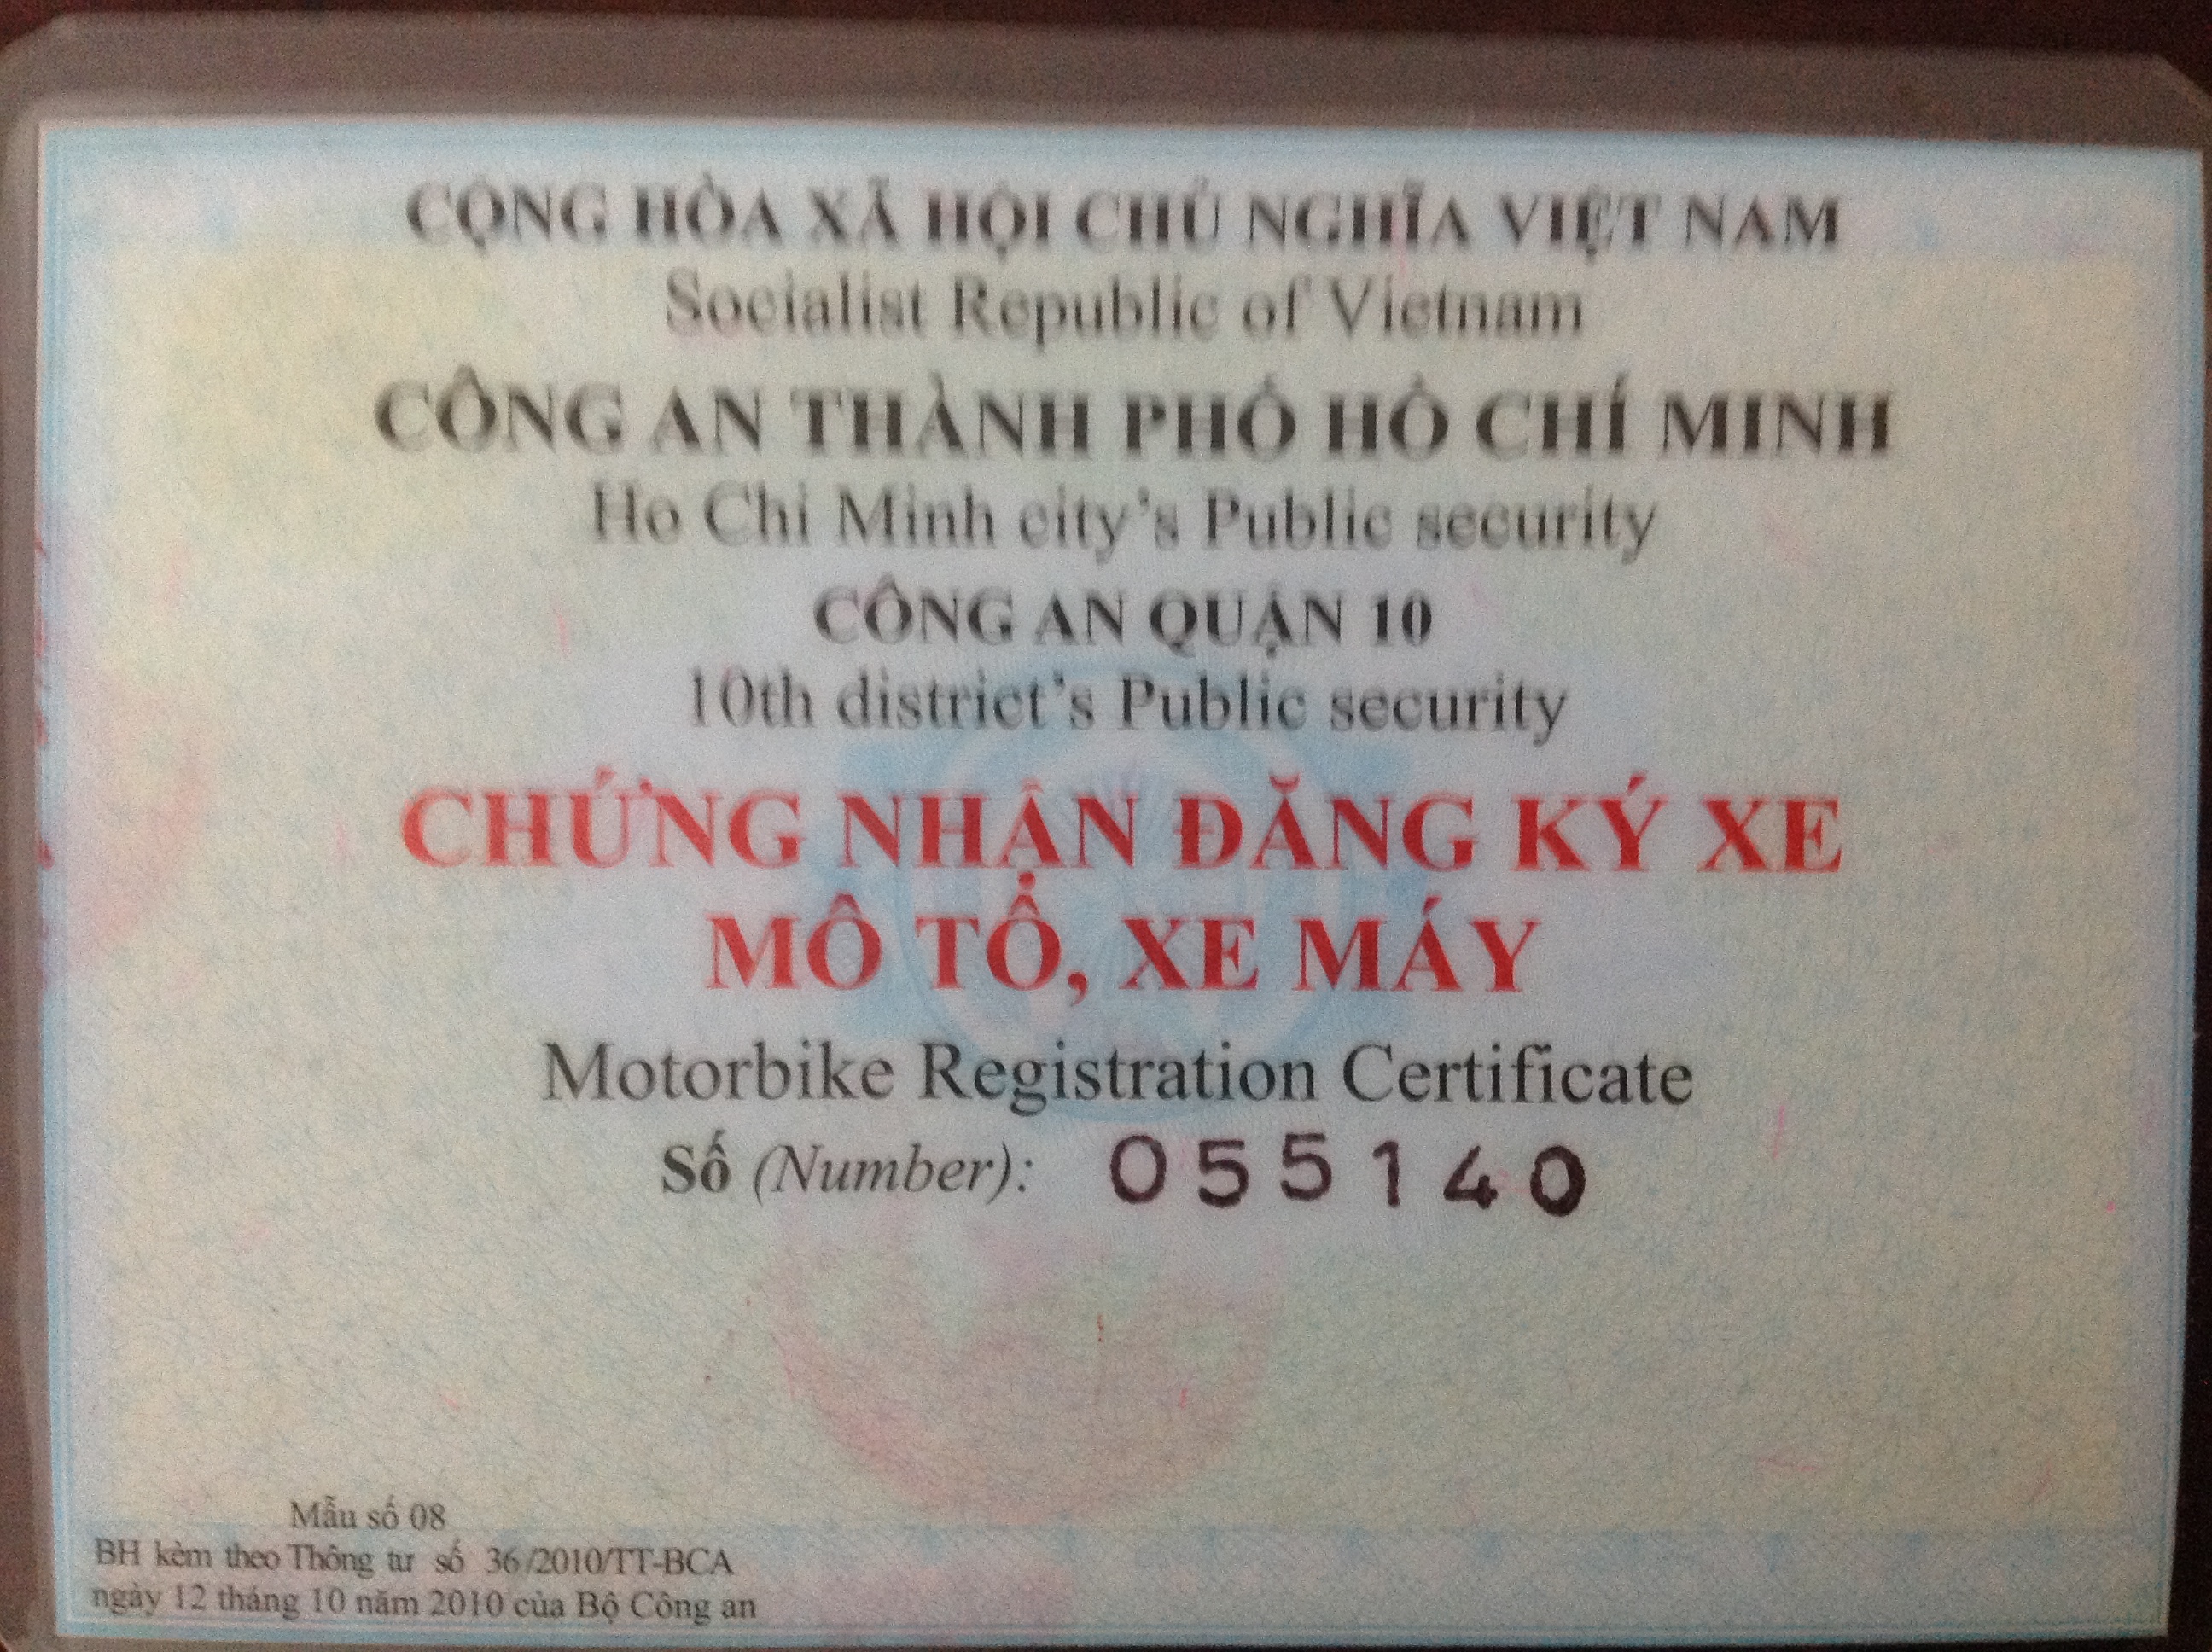 CỘNG HÒA XÃ HỘI CHỦ NGHĨA VIỆT NAM
Socialist Republic of Vietnam
CÔNG AN THÀNH PHỐ HỒ CHÍ MINH
Ho Chi Minh city's Public security
CÔNG AN QUẬN 10
10th district's Public security
CHỨNG NHẬN ĐĂNG KÝ XE
MÔ TÔ, XE MÁY
Motorbike Registration Certificate
Số (Number): 055140
Mẫu số 08
BH kèm theo Thông tư số 36/2010/TT-BCA
ngày 12 tháng 10 năm 2010 của Bộ Công an